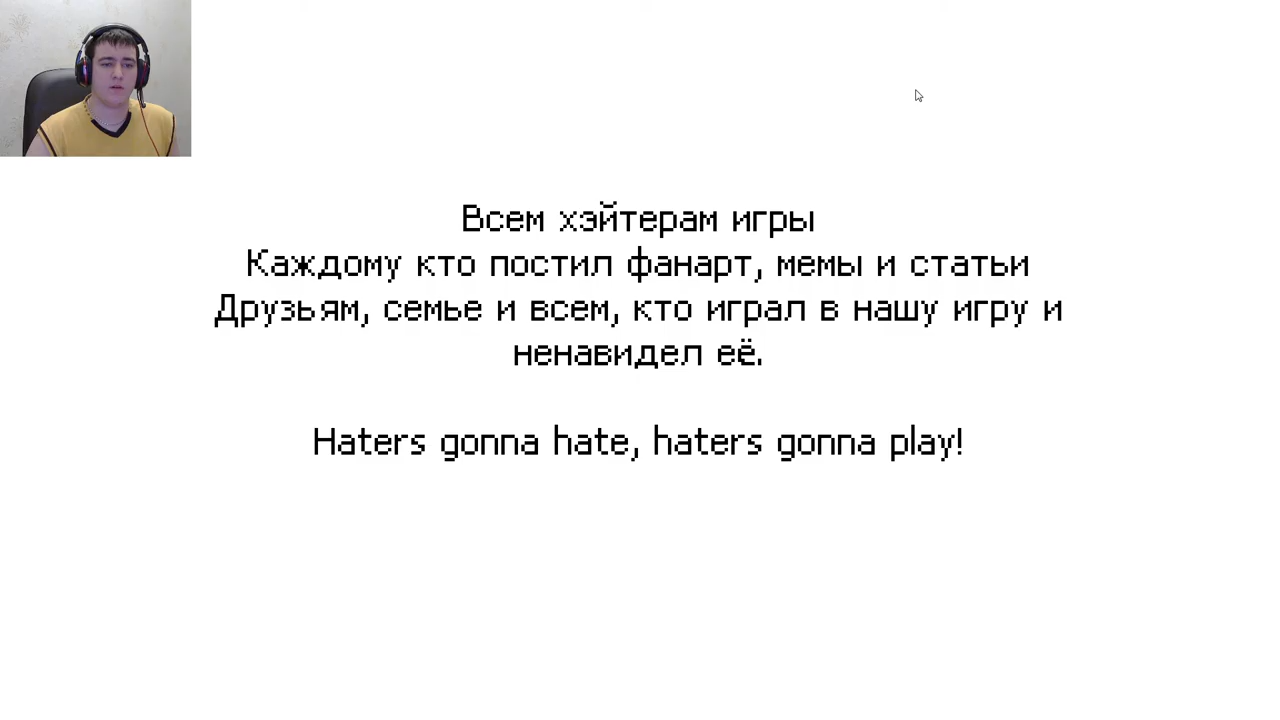 Всем хэйтерам игры
Каждому кто постил фанарт, мемы и статьи
Друзьям, семье и всем, кто играл в нашу игру и
ненавидел её.
Haters gonna hate, haters gonna play!